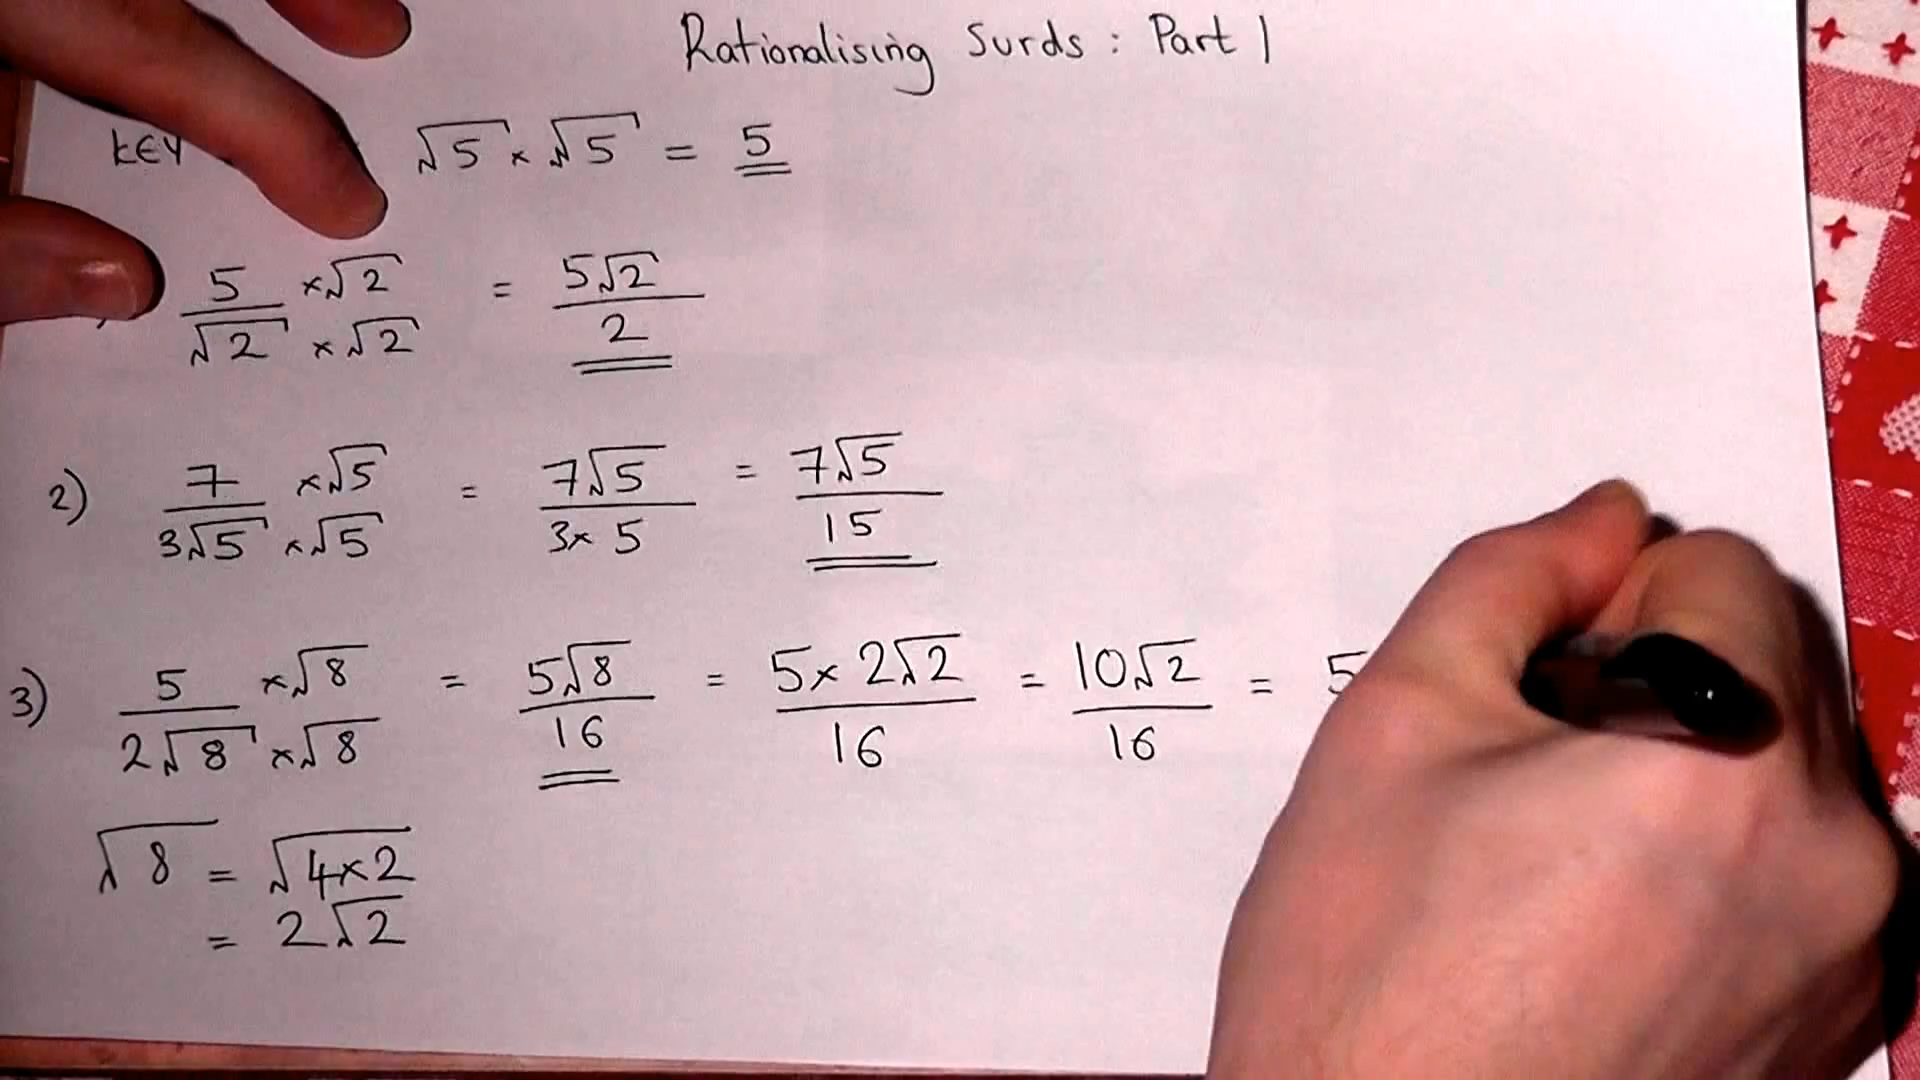 Rationalising Surds : Part 1
KEY √5 × √5 = 5
5/√2 ×√2/×√2 = 5√2/2
2) 7/3√5 ×√5/×√5 = 7√5/3×5 = 7√5/15
3) 5/2√8 ×√8/×√8 = 5√8/16 = 5×2√2/16 = 10√2/16 = 5
√8 = √4×2
= 2√2